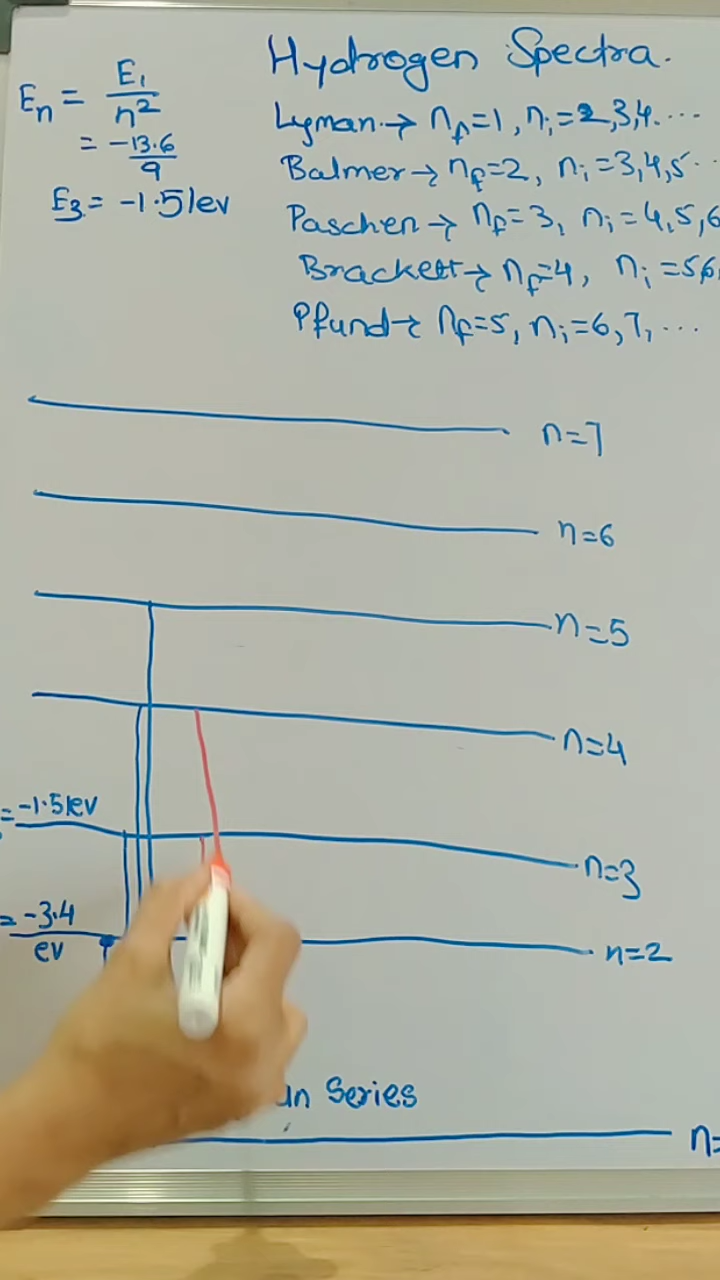 Hydrogen Spectra.
En = E1/n²
= -13.6/9
E3 = -1.51ev
Lyman → nf=1, ni=2,3,4....
Balmer → nf=2, ni=3,4,5..
Paschen → nf=3, ni=4,5,6
Brackett → nf=4, ni=5,6,
Pfund → nf=5, ni=6,7,...
n=7
n=6
n=5
n=4
=-1.51ev
n=3
=-3.4
ev
n=2
Series
n=